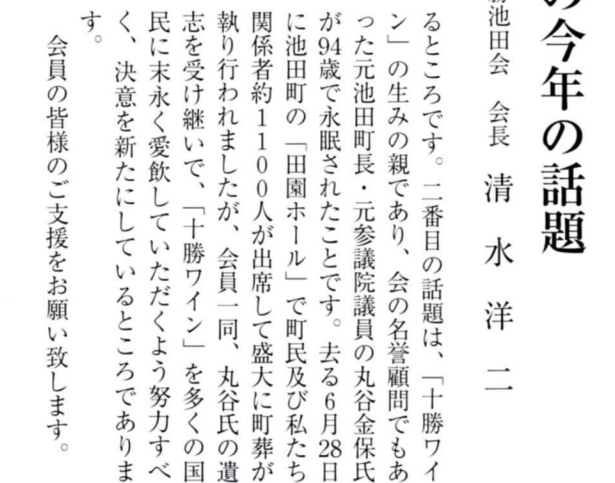 の今年の話題
池田会　会長　清水洋二
るところです。二番目の話題は、「十勝ワイ
ン」の生みの親であり、会の名誉顧問でもあ
った元池田町長・元参議院議員の丸谷金保氏
が94歳で永眠されたことです。去る6月28日
に池田町の「田園ホール」で町民及び私たち
関係者約1100人が出席して盛大に町葬が
執り行われましたが、会員一同、丸谷氏の遺
志を受け継いで、「十勝ワイン」を多くの国
民に末永く愛飲していただくよう努力すべ
く、決意を新たにしているところでありま
す。
会員の皆様のご支援をお願い致します。